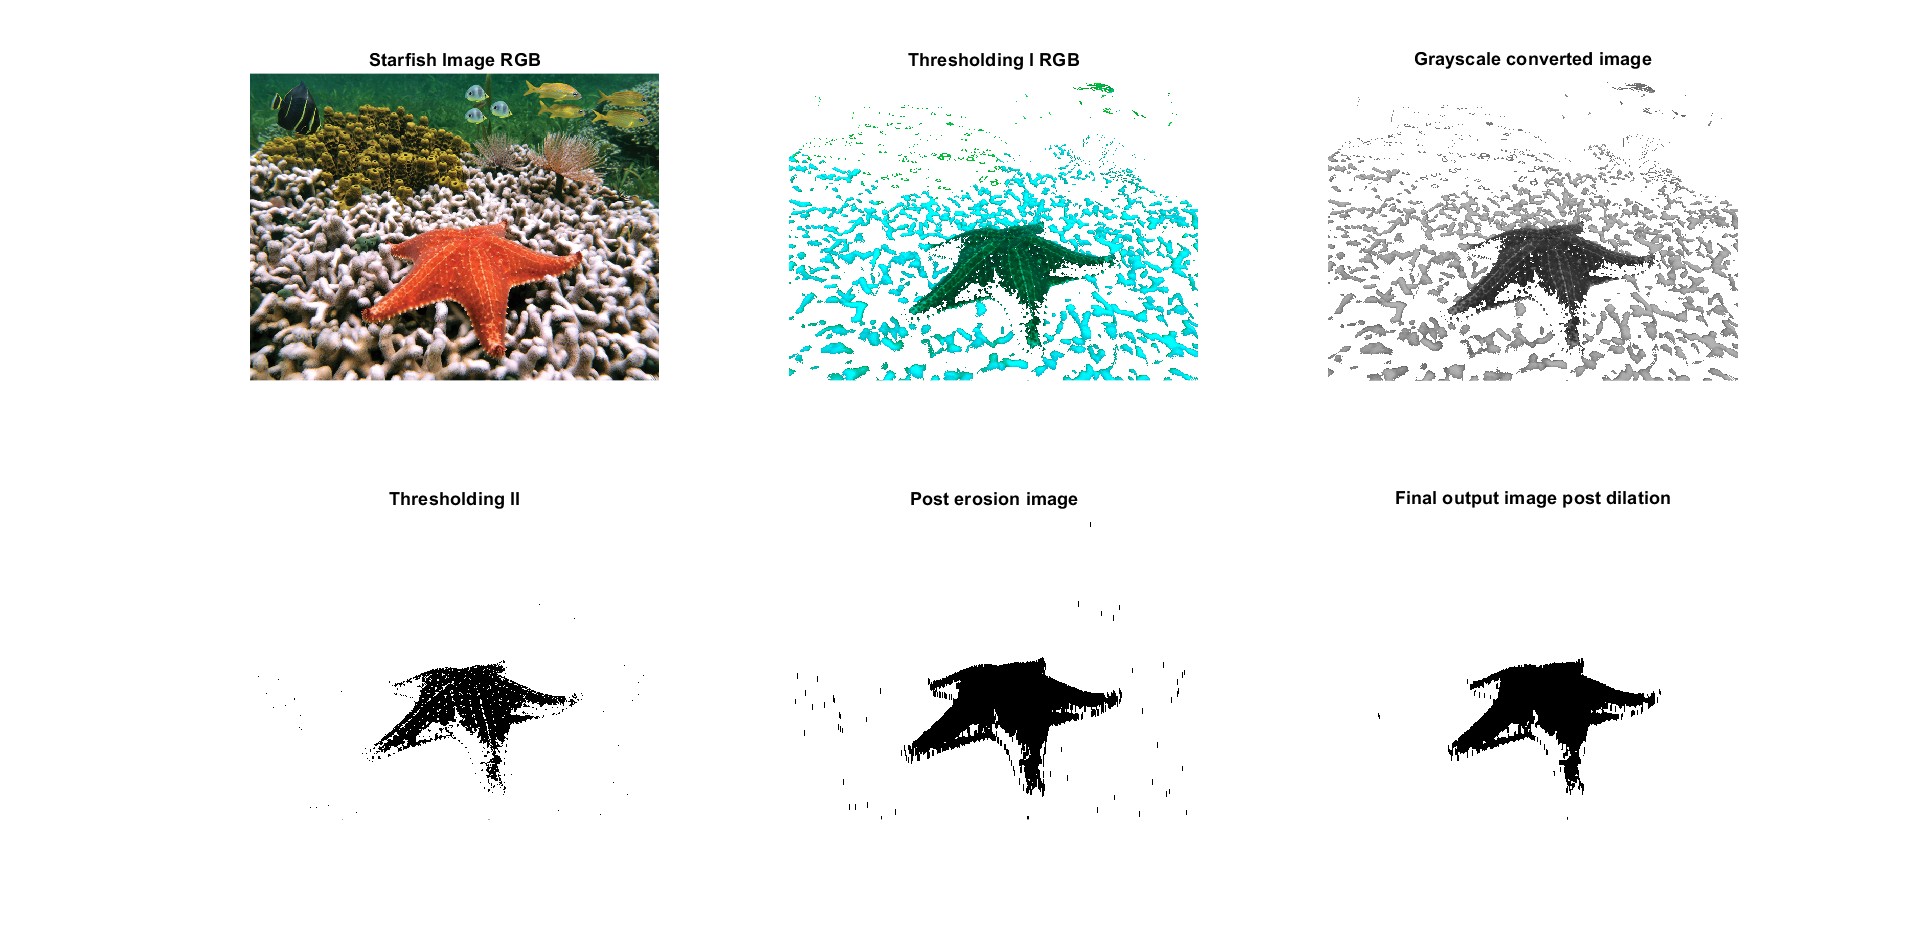 Starfish Image RGB
Thresholding I RGB
Grayscale converted image
Thresholding II
Post erosion image
Final output image post dilation